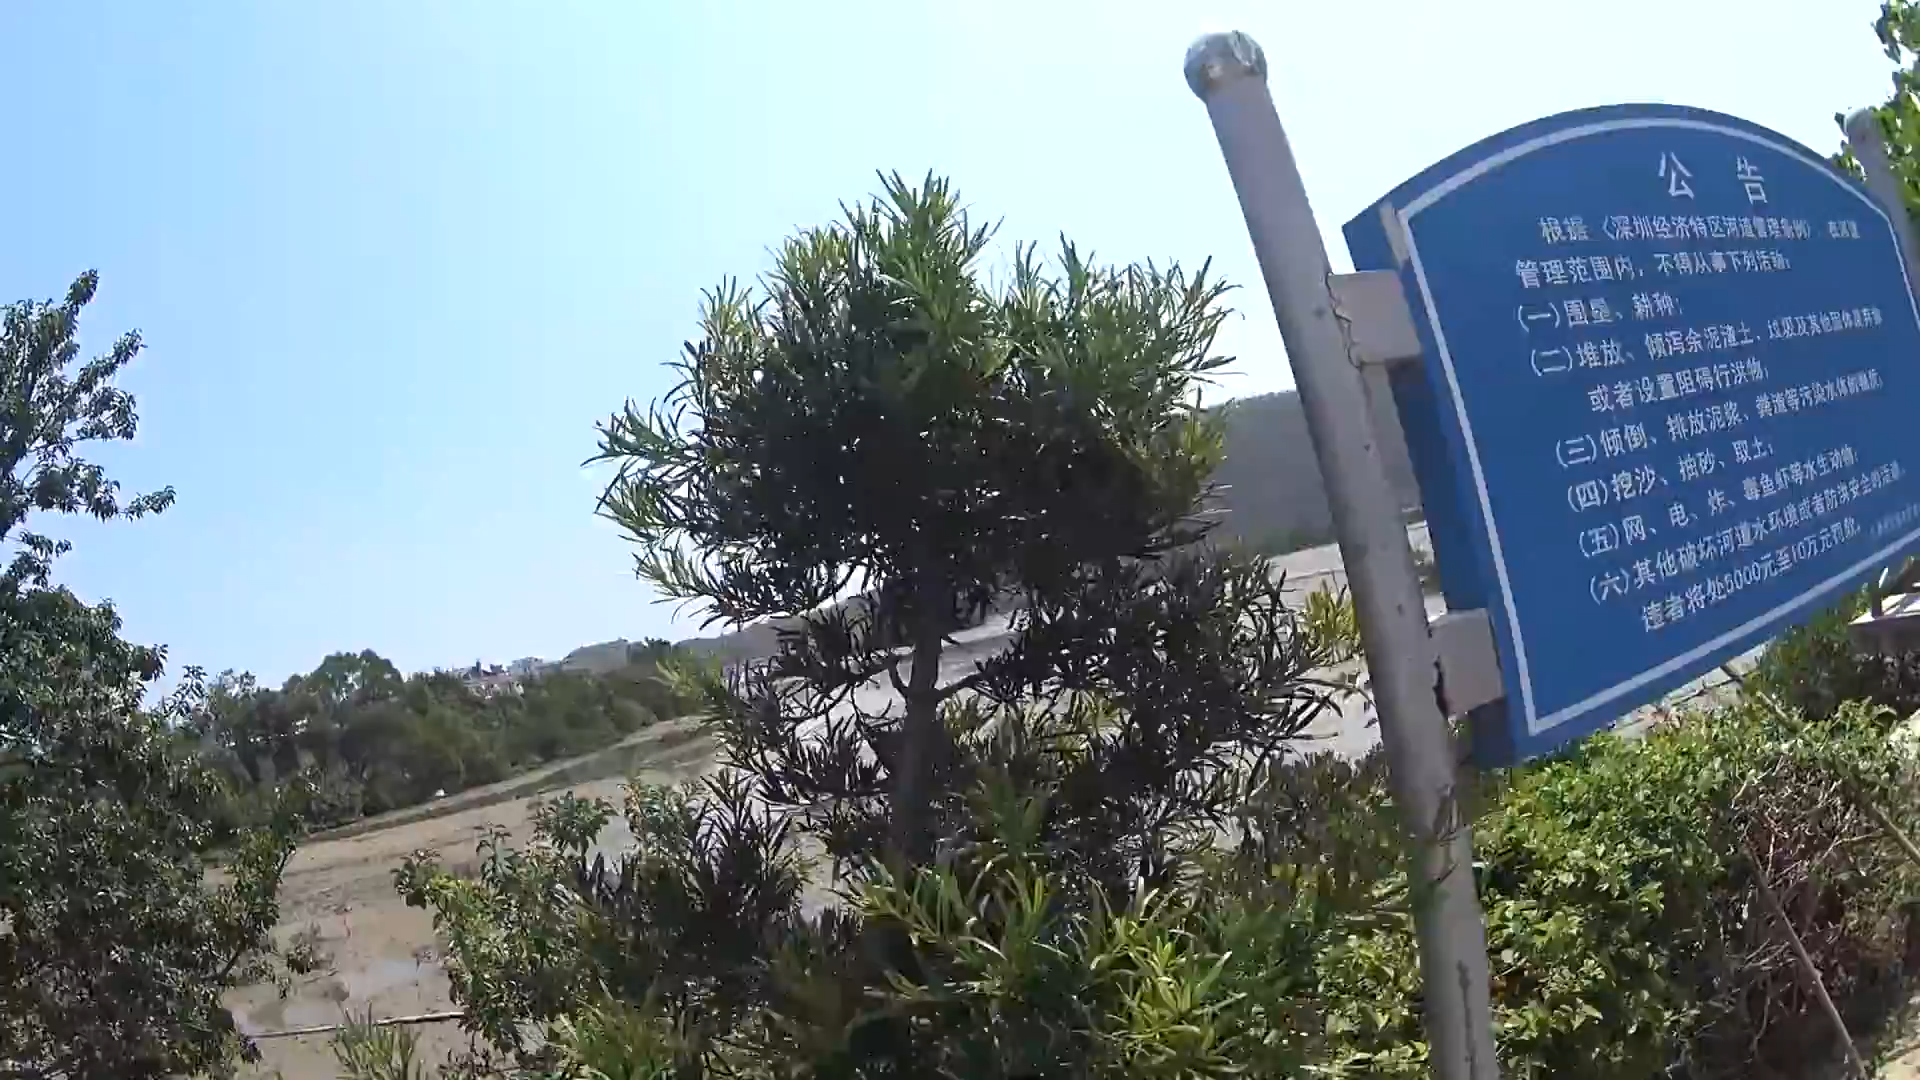 公告
根据《深圳经济特区河道管理条例》，在河道
管理范围内，不得从事下列活动：
(一)围垦、耕种；
(二)堆放、倾泻余泥渣土、垃圾及其他固体废弃物
或者设置阻碍行洪物；
(三)倾倒、排放泥浆、粪渣等污染水体的物质；
(四)挖沙、抽砂、取土；
(五)网、电、炸、毒鱼虾等水生动物；
(六)其他破坏河道水环境或者防洪安全的活动。
违者将处5000元至10万元罚款。